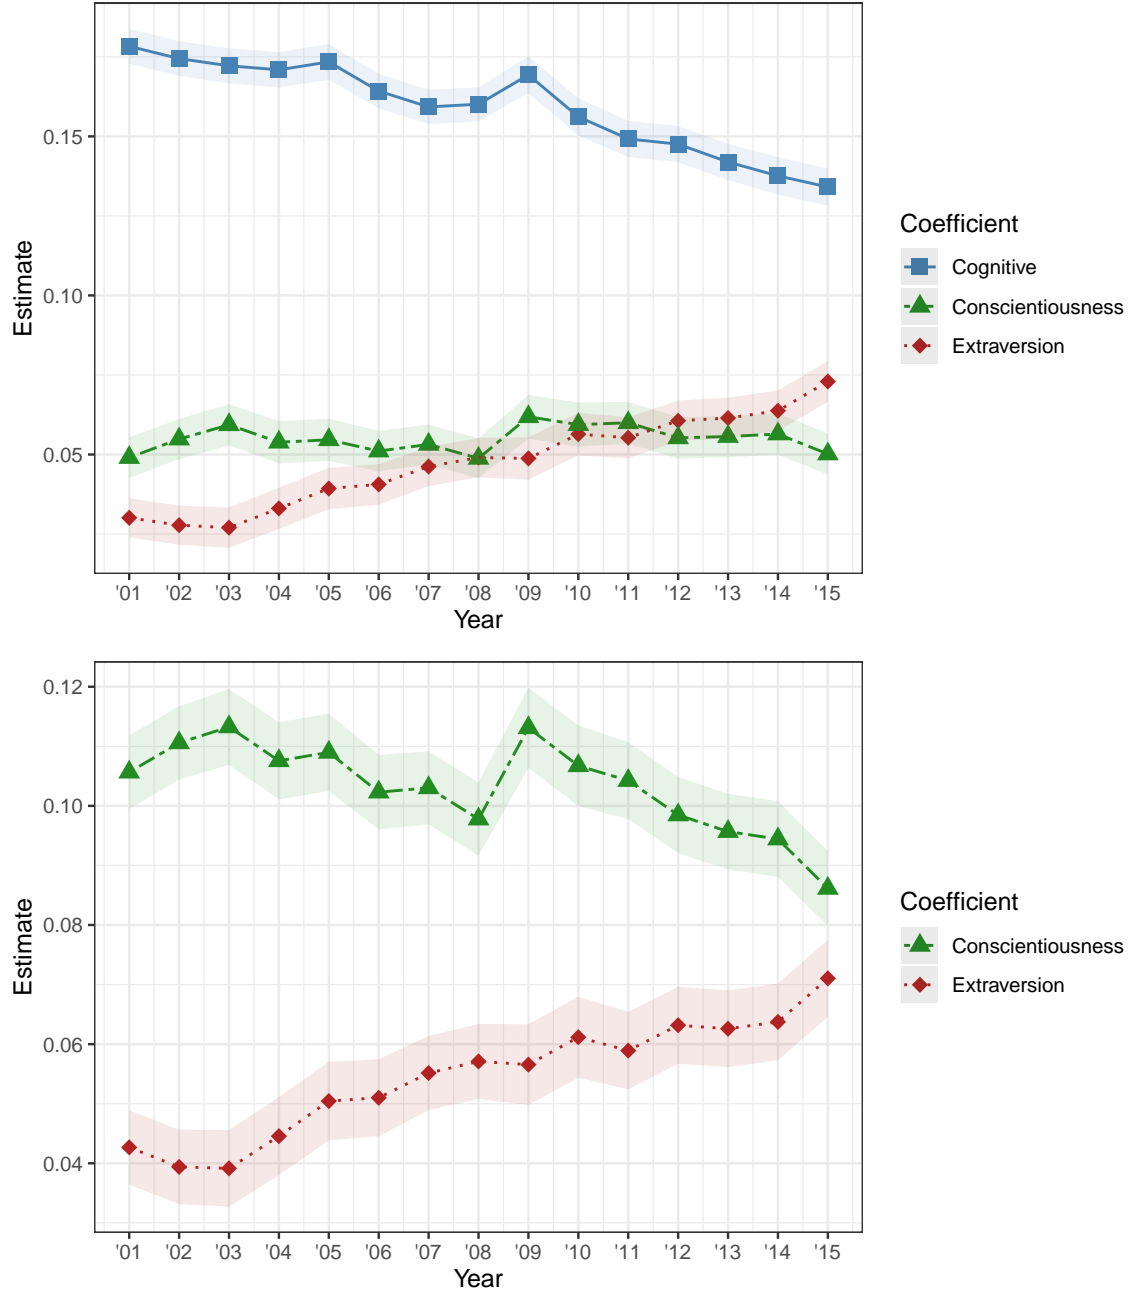 0.15
0.10
0.05
Estimate
'01 '02 '03 '04 '05 '06 '07 '08 '09 '10 '11 '12 '13 '14 '15
Year
Coefficient
Cognitive
Conscientiousness
Extraversion
0.12
0.10
0.08
0.06
0.04
Estimate
'01 '02 '03 '04 '05 '06 '07 '08 '09 '10 '11 '12 '13 '14 '15
Year
Coefficient
Conscientiousness
Extraversion